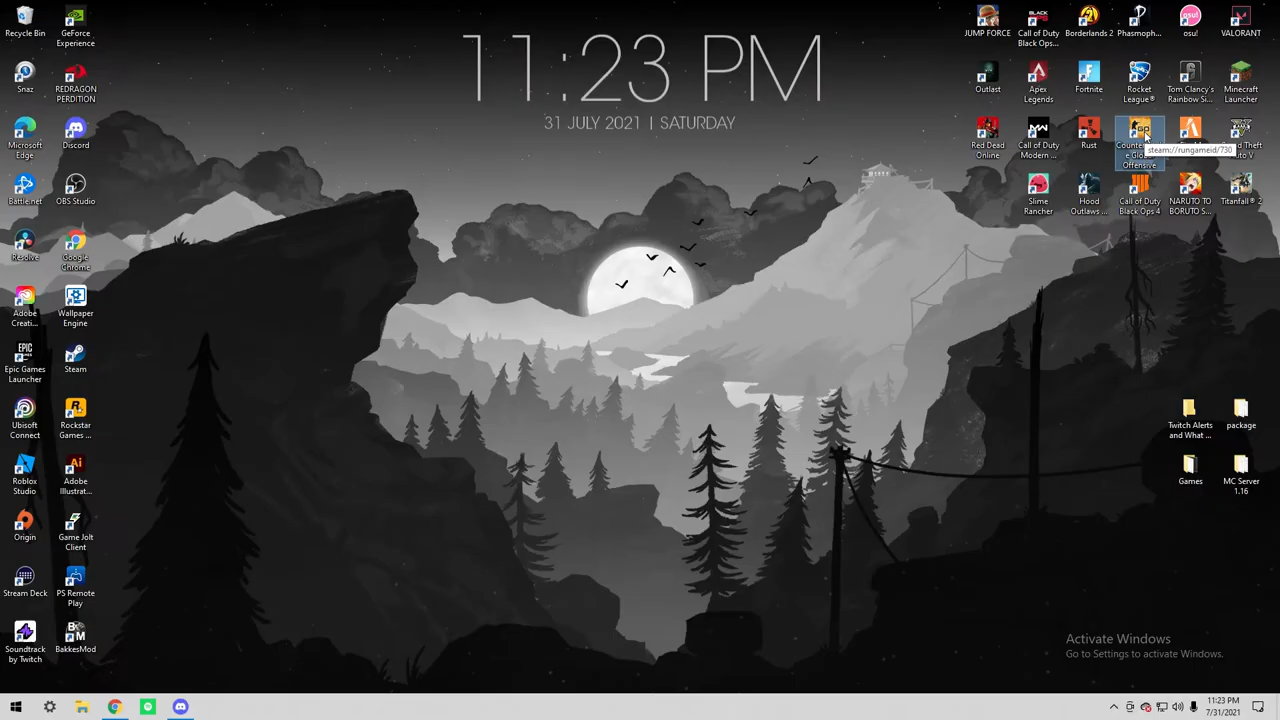 11:23 PM
31 JULY 2021 | SATURDAY
Recycle Bin
GeForce
Experience
Snaz
REDRAGON
PERDITION
Microsoft
Edge
Discord
Battle.net
OBS Studio
Resolve
Google
Chrome
Adobe
Creati...
Wallpaper
Engine
EPIC
GAMES
Epic Games
Launcher
Steam
Ubisoft
Connect
Rockstar
Games ...
Roblox
Studio
Ai
Adobe
Illustrat...
Origin
Game Jolt
Client
Stream Deck
PS Remote
Play
Soundtrack
by Twitch
BakkesMod
JUMP FORCE
Call of Duty
Black Ops...
Borderlands 2
Phasmoph...
osu!
VALORANT
Outlast
Apex
Legends
Fortnite
Rocket
League®
Tom Clancy's
Rainbow Si...
Minecraft
Launcher
Red Dead
Online
Call of Duty
Modern ...
Rust
Offensive
steam://rungameid/730
Slime
Rancher
Hood
Outlaws ...
Call of Duty
Black Ops 4
NARUTO TO
BORUTO S...
Titanfall® 2
Twitch Alerts
and What ...
package
Games
MC Server
1.16
Activate Windows
Go to Settings to activate Windows.
11:23 PM
7/31/2021